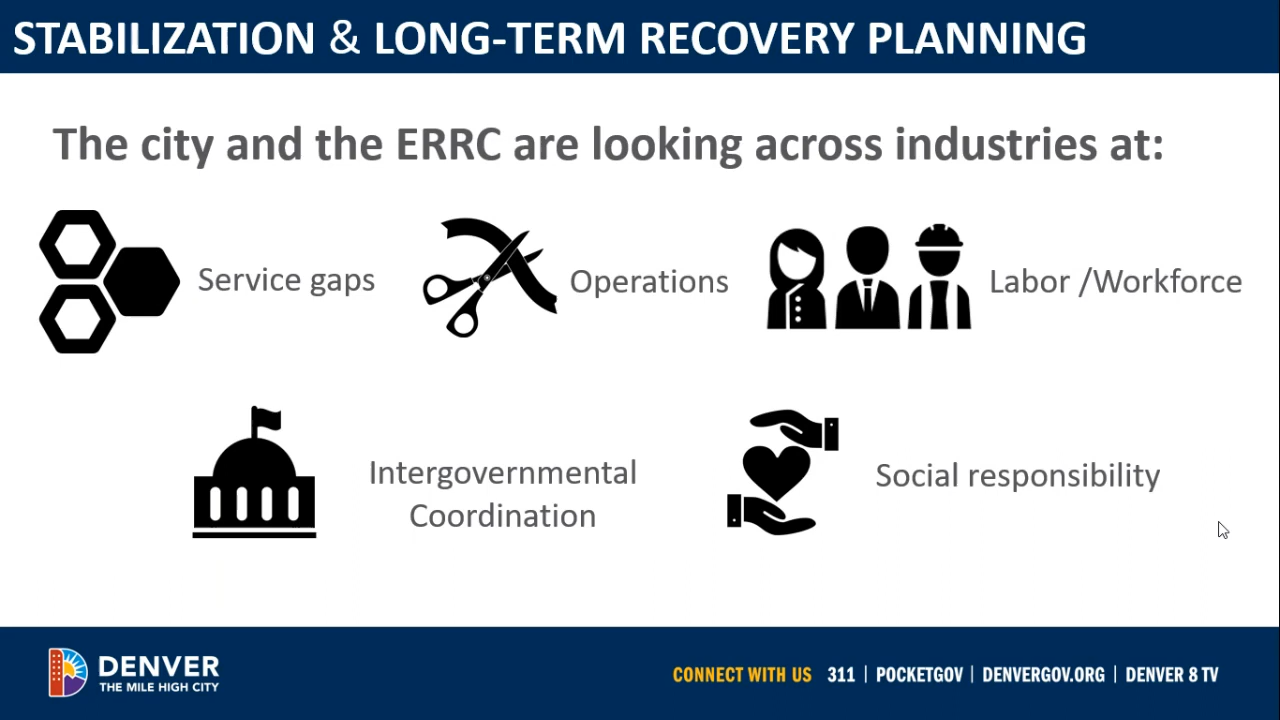 STABILIZATION & LONG-TERM RECOVERY PLANNING
The city and the ERRC are looking across industries at:
Service gaps
Operations
Labor /Workforce
Intergovernmental
Coordination
Social responsibility
DENVER
THE MILE HIGH CITY
CONNECT WITH US 311 | POCKETGOV | DENVERGOV.ORG | DENVER 8 TV